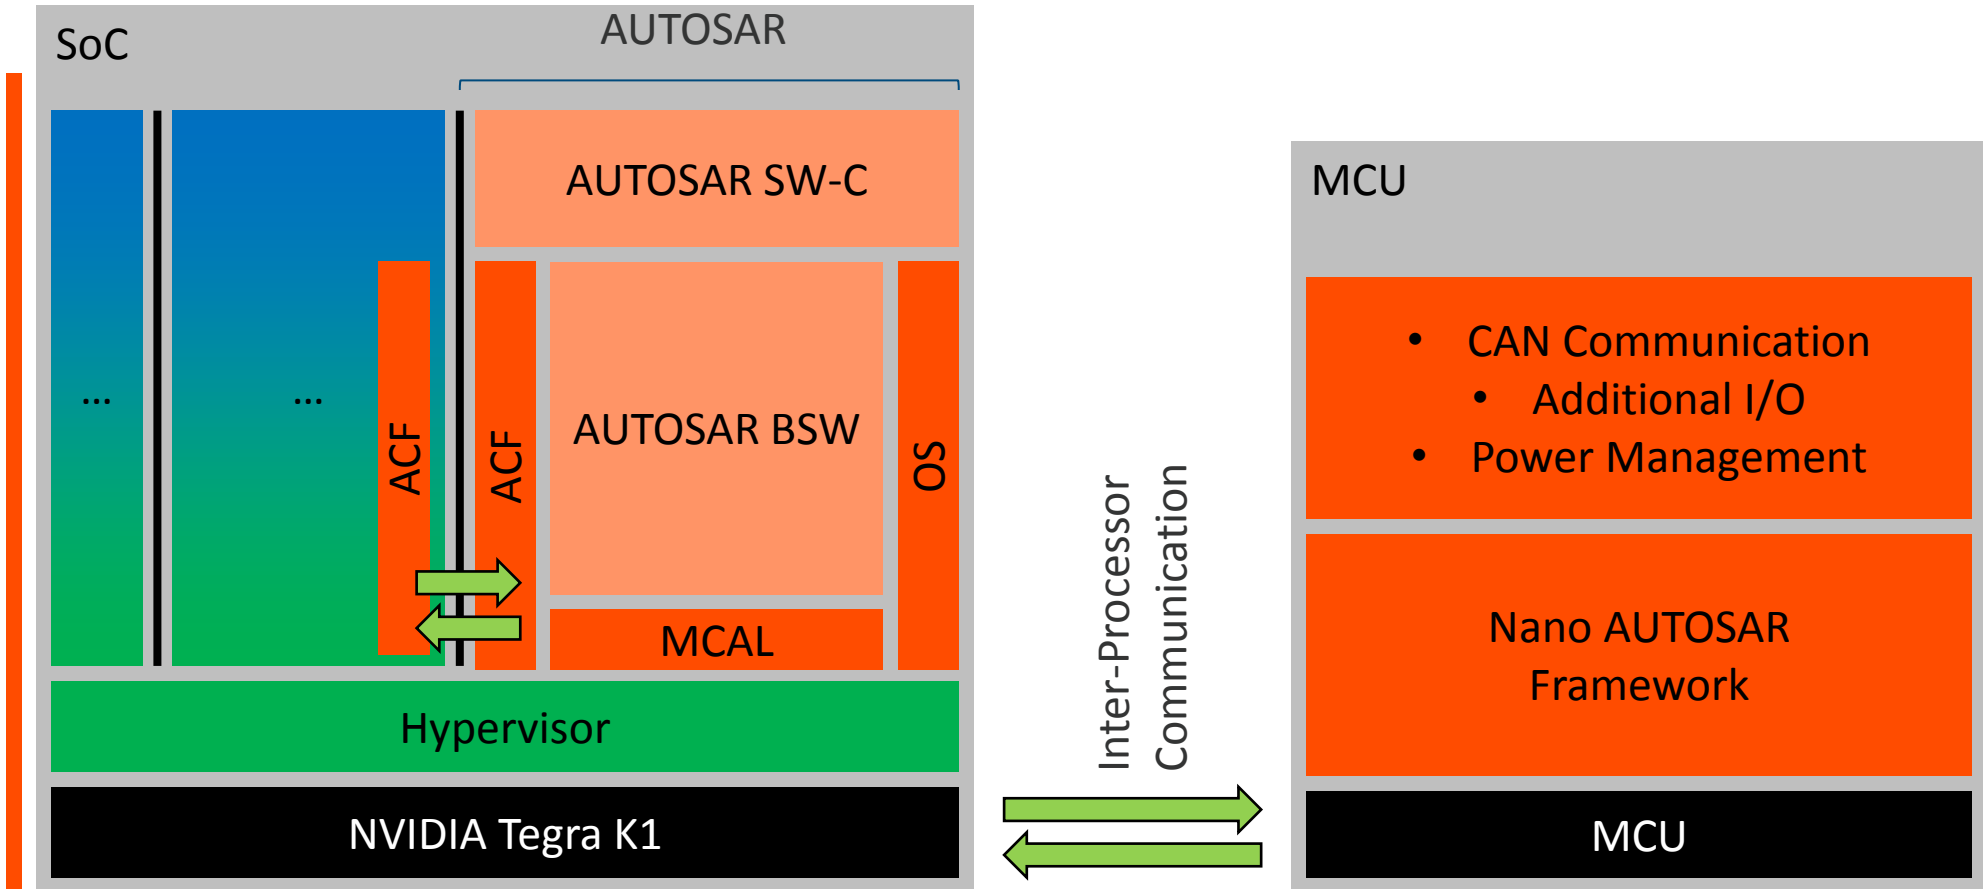 SoC
AUTOSAR
AUTOSAR SW-C
...
...
ACF
ACF
AUTOSAR BSW
OS
MCAL
Hypervisor
NVIDIA Tegra K1
Inter-Processor
Communication
MCU
• CAN Communication
• Additional I/O
• Power Management
Nano AUTOSAR
Framework
MCU